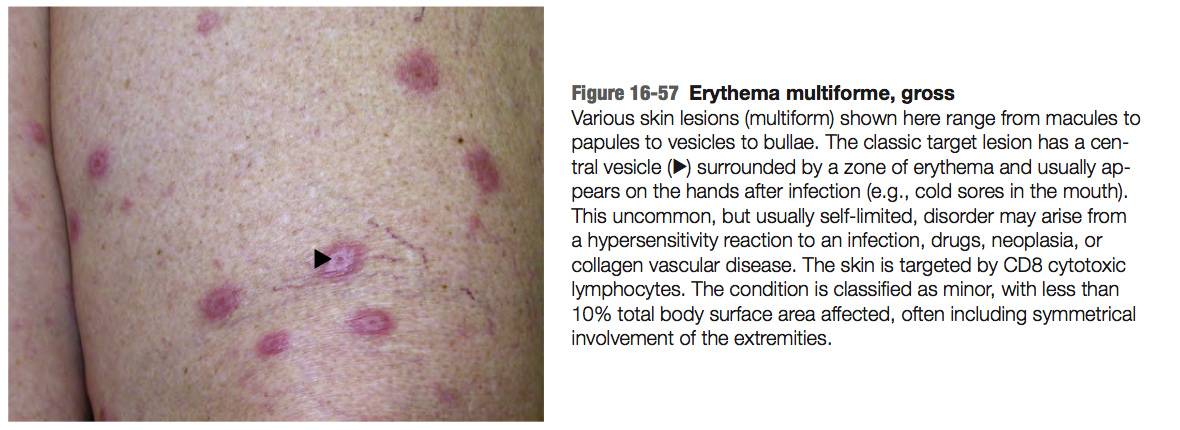 Figure 16-57 Erythema multiforme, gross
Various skin lesions (multiform) shown here range from macules to
papules to vesicles to bullae. The classic target lesion has a cen-
tral vesicle (▶) surrounded by a zone of erythema and usually ap-
pears on the hands after infection (e.g., cold sores in the mouth).
This uncommon, but usually self-limited, disorder may arise from
a hypersensitivity reaction to an infection, drugs, neoplasia, or
collagen vascular disease. The skin is targeted by CD8 cytotoxic
lymphocytes. The condition is classified as minor, with less than
10% total body surface area affected, often including symmetrical
involvement of the extremities.